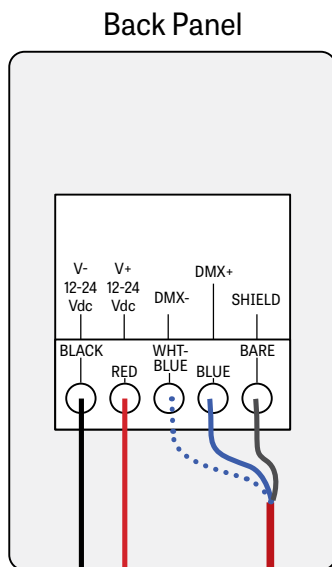 Back Panel
V-
12-24
Vdc
V+
12-24
Vdc
DMX-
DMX+
SHIELD
BLACK
RED
WHT-
BLUE
BLUE
BARE